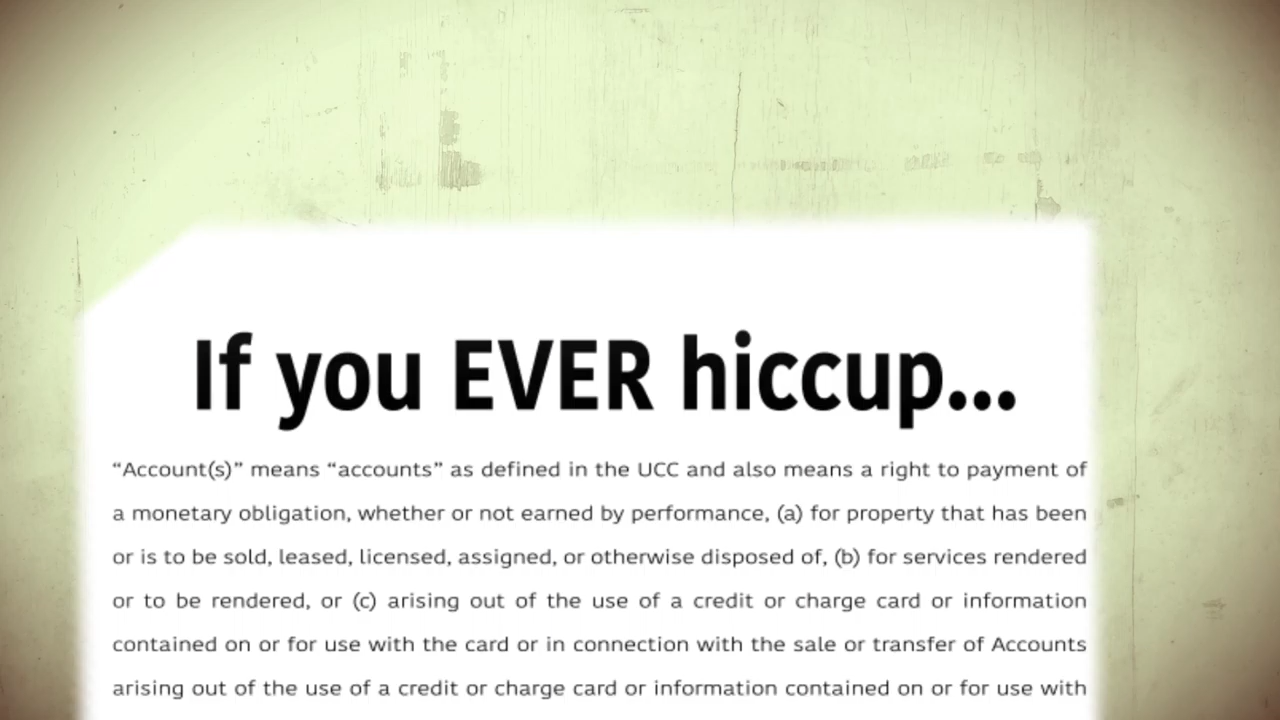 If you EVER hiccup...
“Account(s)” means “accounts” as defined in the UCC and also means a right to payment of
a monetary obligation, whether or not earned by performance, (a) for property that has been
or is to be sold, leased, licensed, assigned, or otherwise disposed of, (b) for services rendered
or to be rendered, or (c) arising out of the use of a credit or charge card or information
contained on or for use with the card or in connection with the sale or transfer of Accounts
arising out of the use of a credit or charge card or information contained on or for use with